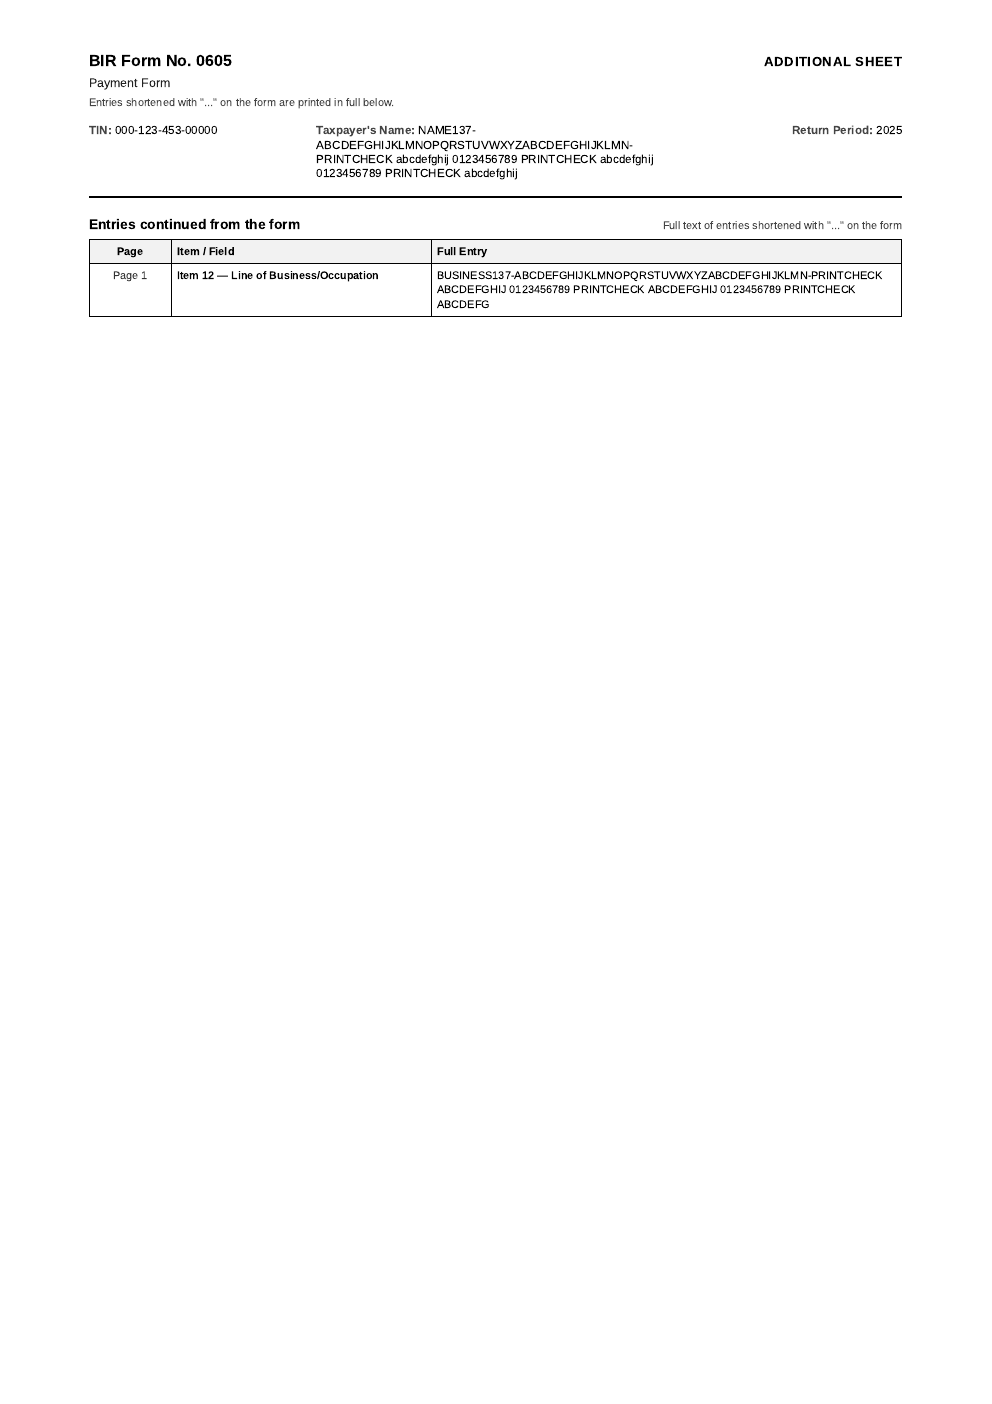 BIR Form No. 0605
ADDITIONAL SHEET
Payment Form
Entries shortened with "..." on the form are printed in full below.
TIN: 000-123-453-00000
Taxpayer's Name: NAME137-
ABCDEFGHIJKLMNOPQRSTUVWXYZABCDEFGHIJKLMN-
PRINTCHECK abcdefghij 0123456789 PRINTCHECK abcdefghij
0123456789 PRINTCHECK abcdefghij
Return Period: 2025
Entries continued from the form
Full text of entries shortened with "..." on the form
Page
Item / Field
Full Entry
Page 1
Item 12 — Line of Business/Occupation
BUSINESS137-ABCDEFGHIJKLMNOPQRSTUVWXYZABCDEFGHIJKLMN-PRINTCHECK
ABCDEFGHIJ 0123456789 PRINTCHECK ABCDEFGHIJ 0123456789 PRINTCHECK
ABCDEFG